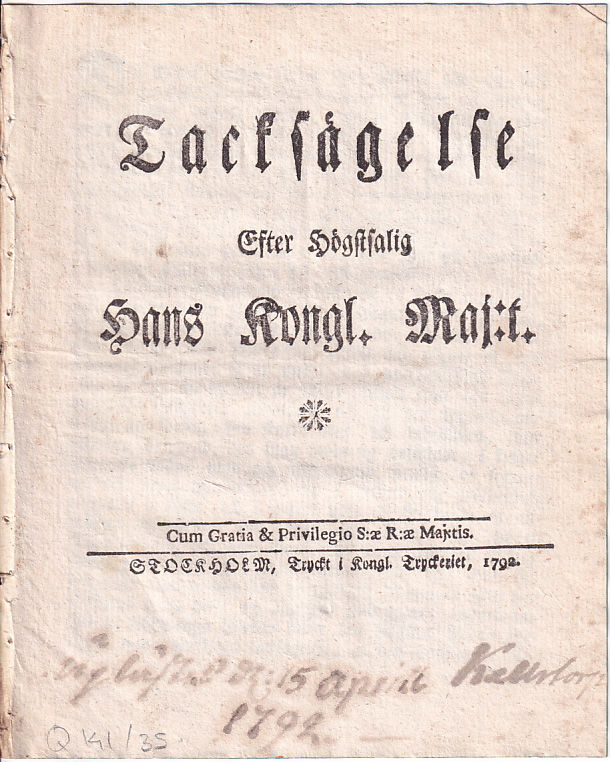 Tacksägelse
Efter Högstsalig
Hans Kongl. Maj:t.
Cum Gratia & Privilegio S:æ R:æ Maj:tis.
STOCKHOLM, Tryckt i Kongl. Tryckeriet, 1792.
d. 15 April
1792
Q K1/35